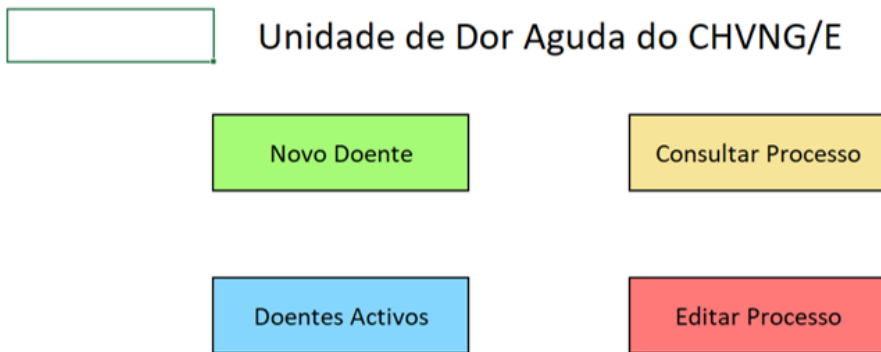 Unidade de Dor Aguda do CHVNG/E
Novo Doente
Consultar Processo
Doentes Activos
Editar Processo